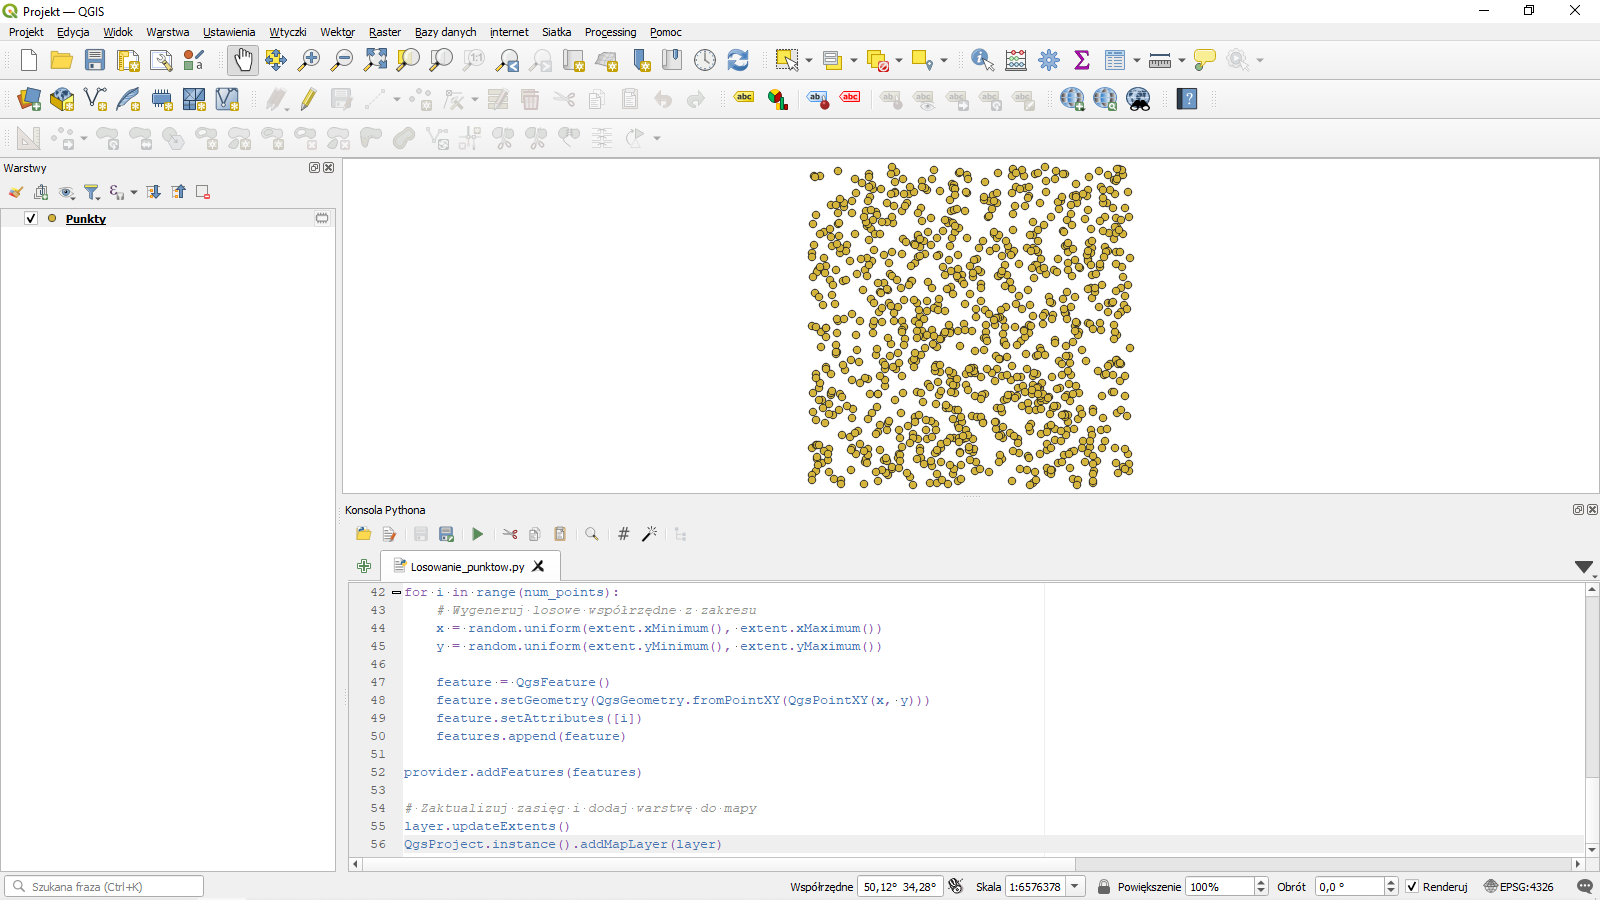 Projekt — QGIS
Projekt Edycja Widok Warstwa Ustawienia Wtyczki Wektor Raster Bazy danych internet Siatka Processing Pomoc
Warstwy
Punkty
Konsola Pythona
Losowanie_punktow.py
42 for i in range(num_points):
43 # Wygeneruj losowe współrzędne z zakresu
44 x = random.uniform(extent.xMinimum(), extent.xMaximum())
45 y = random.uniform(extent.yMinimum(), extent.yMaximum())
46
47 feature = QgsFeature()
48 feature.setGeometry(QgsGeometry.fromPointXY(QgsPointXY(x, y)))
49 feature.setAttributes([i])
50 features.append(feature)
51
52 provider.addFeatures(features)
53
54 # Zaktualizuj zasięg i dodaj warstwę do mapy
55 layer.updateExtents()
56 QgsProject.instance().addMapLayer(layer)
Szukana fraza (Ctrl+K) Współrzędne 50,12° 34,28° Skala 1:6576378 Powiększenie 100% Obrót 0,0 ° Renderuj EPSG:4326